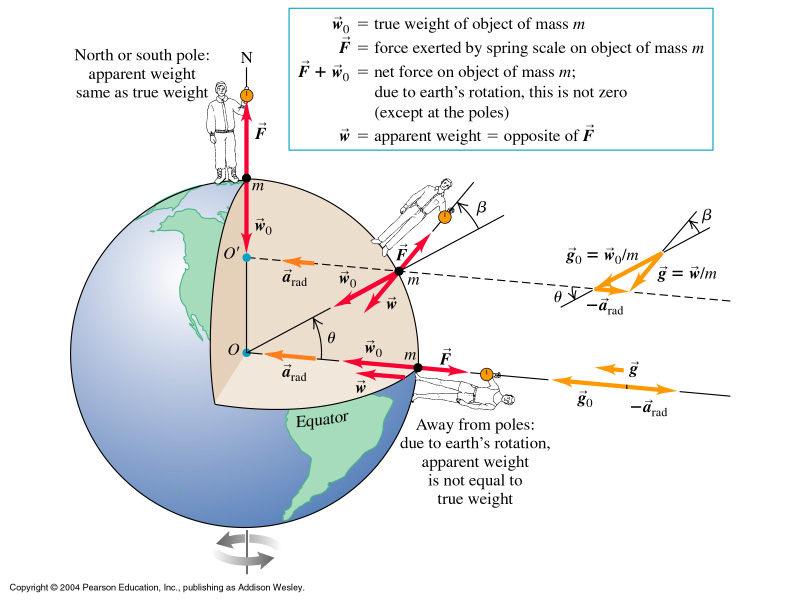 w⃗₀ = true weight of object of mass m
F⃗ = force exerted by spring scale on object of mass m
F⃗ + w⃗₀ = net force on object of mass m;
due to earth's rotation, this is not zero
(except at the poles)
w⃗ = apparent weight = opposite of F⃗
North or south pole:
apparent weight
same as true weight
N
F⃗
m
w⃗₀
O′
a⃗rad
w⃗₀
F⃗
m
w⃗
β
β
g⃗₀ = w⃗₀/m
g⃗ = w⃗/m
θ
−a⃗rad
θ
O
a⃗rad
w⃗₀
m
F⃗
w⃗
g⃗
g⃗₀
−a⃗rad
Equator
Away from poles:
due to earth's rotation,
apparent weight
is not equal to
true weight
Copyright © 2004 Pearson Education, Inc., publishing as Addison Wesley.